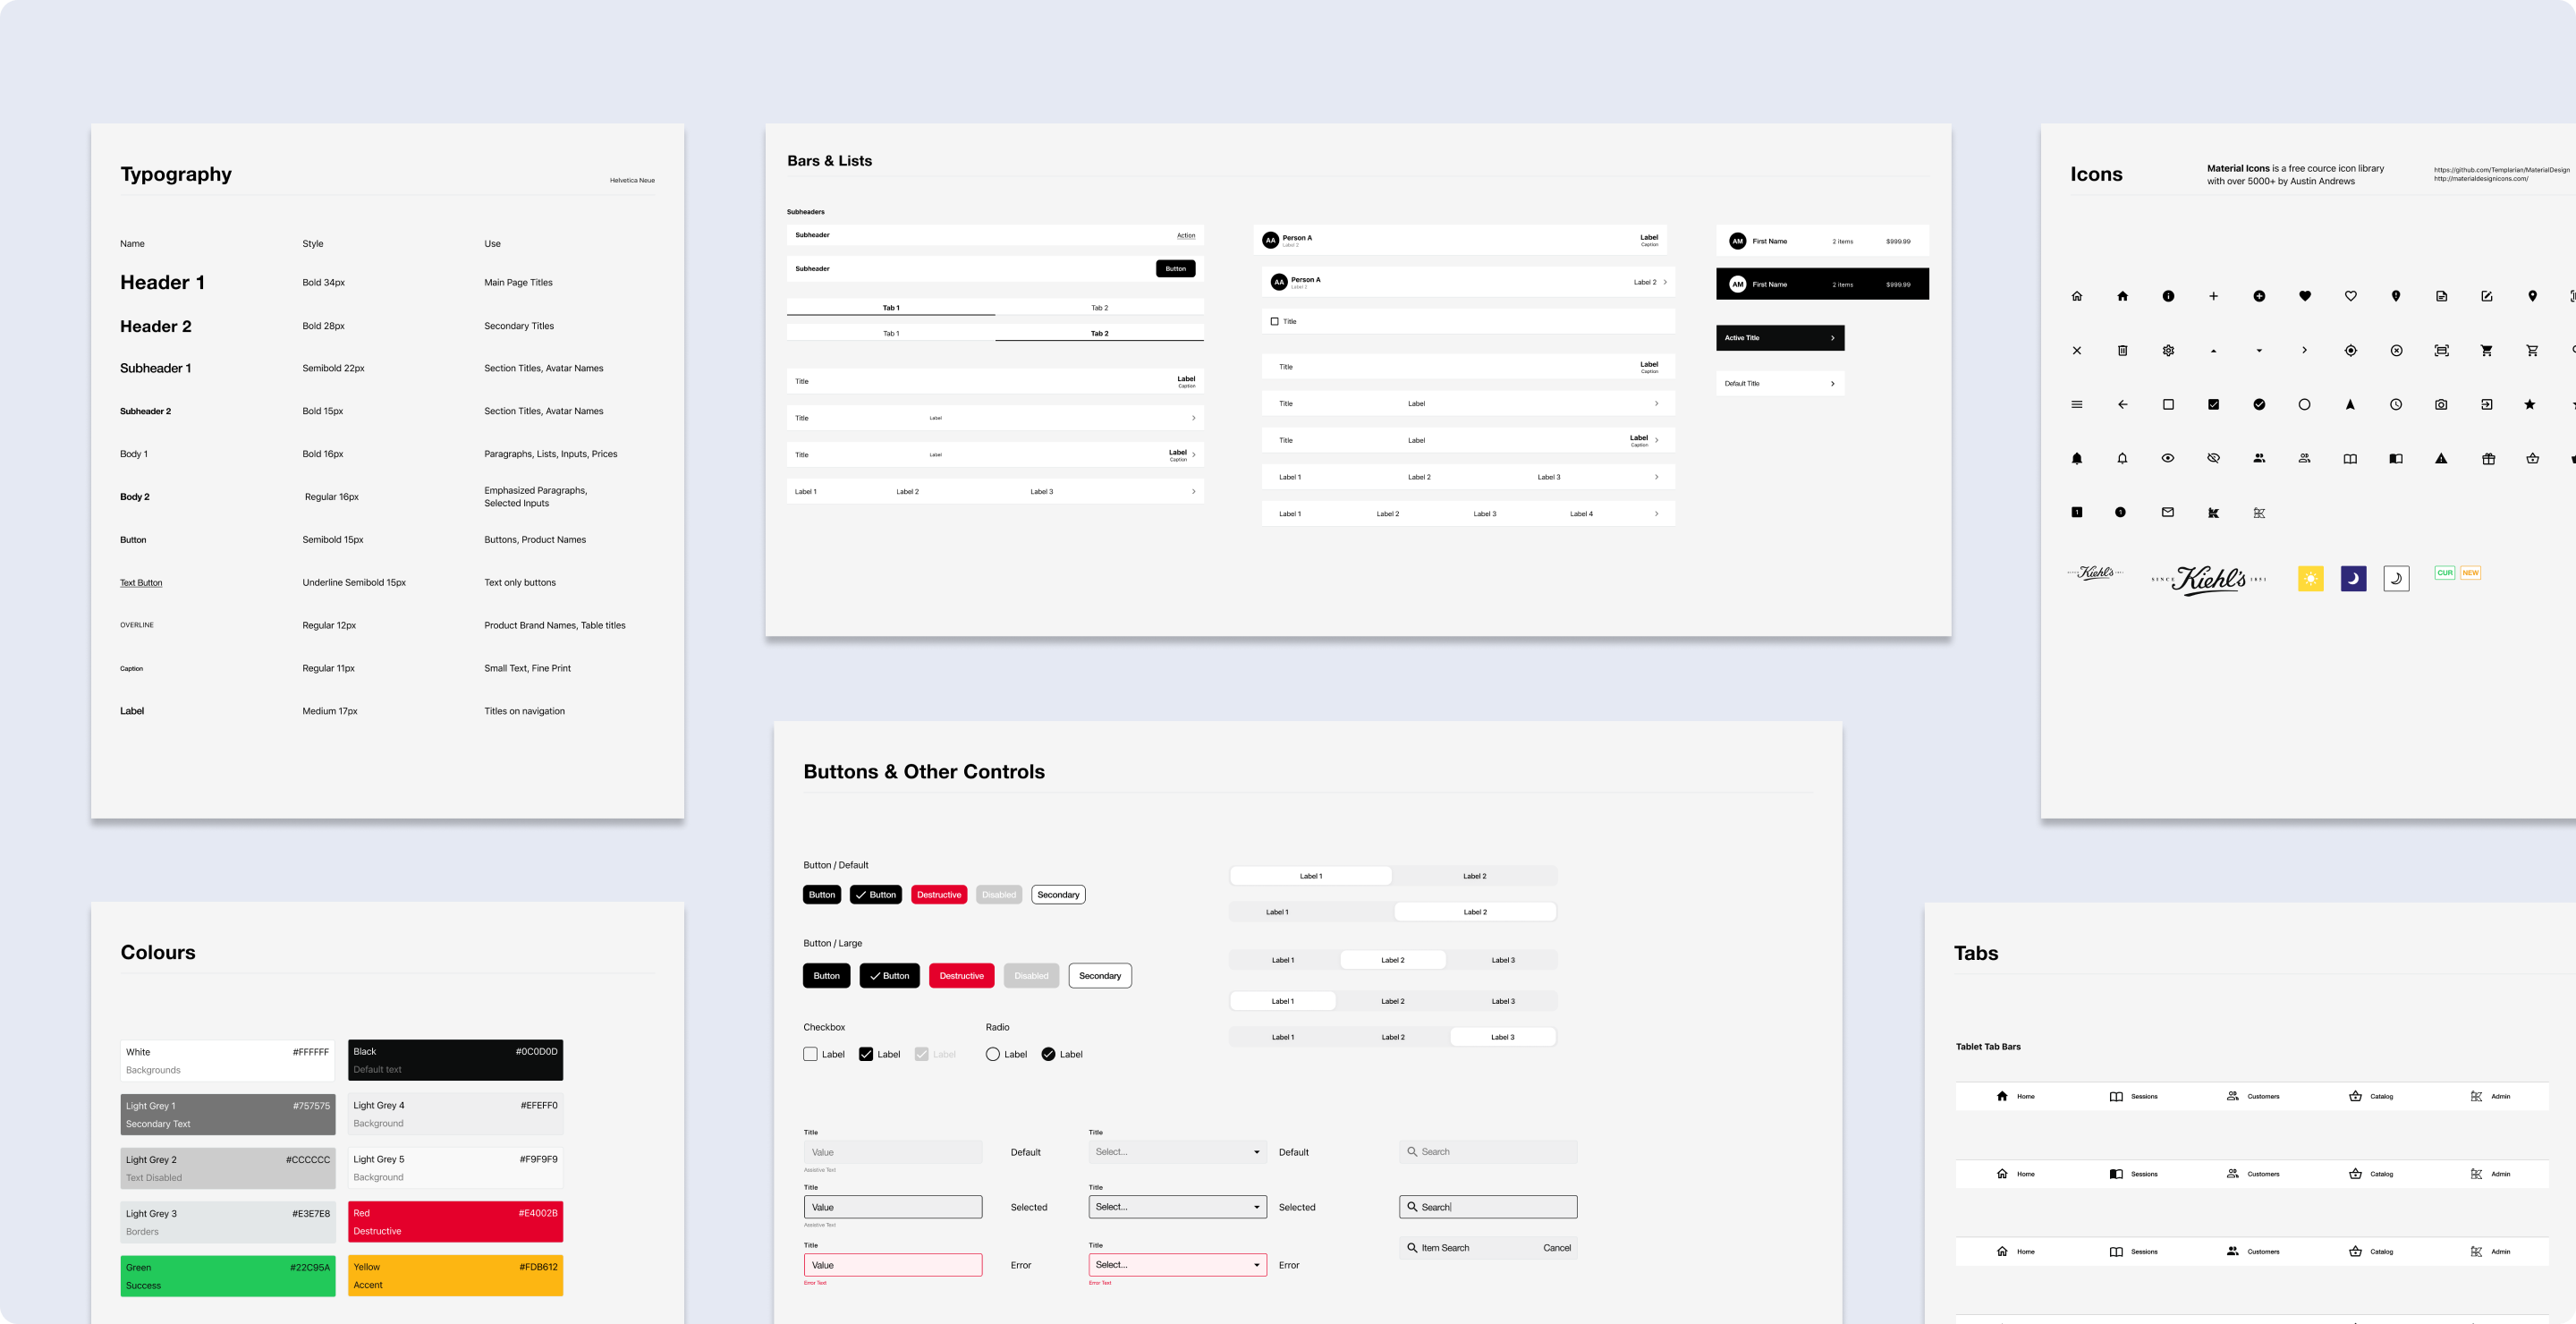 Typography
Helvetica Neue
Name Style Use
Header 1 Bold 34px Main Page Titles
Header 2 Bold 28px Secondary Titles
Subheader 1 Semibold 22px Section Titles, Avatar Names
Subheader 2 Bold 15px Section Titles, Avatar Names
Body 1 Bold 16px Paragraphs, Lists, Inputs, Prices
Body 2 Regular 16px Emphasized Paragraphs,
Selected Inputs
Button Semibold 15px Buttons, Product Names
Text Button Underline Semibold 15px Text only buttons
OVERLINE Regular 12px Product Brand Names, Table titles
Caption Regular 11px Small Text, Fine Print
Label Medium 17px Titles on navigation
Colours
White #FFFFFF
Backgrounds
Black #0C0D0D
Default text
Light Grey 1 #757575
Secondary Text
Light Grey 4 #EFEFF0
Background
Light Grey 2 #CCCCCC
Text Disabled
Light Grey 5 #F9F9F9
Background
Light Grey 3 #E3E7E8
Borders
Red #E4002B
Destructive
Green #22C95A
Success
Yellow #FDB612
Accent
Bars & Lists
Subheaders
Subheader Action
Subheader Button
Tab 1 Tab 2
Tab 1 Tab 2
Title Label
Caption
Title Label
Title Label Label
Caption
Label 1 Label 2 Label 3
AA Person A Label
Label 2 Caption
AA Person A Label 2
Label 2
Title
Title Label
Caption
Title Label
Title Label Label
Caption
Label 1 Label 2 Label 3
Label 1 Label 2 Label 3 Label 4
AM First Name 2 items $999.99
AM First Name 2 items $999.99
Active Title
Default Title
Buttons & Other Controls
Button / Default
Button Button Destructive Disabled Secondary
Button / Large
Button Button Destructive Disabled Secondary
Checkbox Radio
Label Label Label Label Label
Label 1 Label 2
Label 1 Label 2
Label 1 Label 2 Label 3
Label 1 Label 2 Label 3
Label 1 Label 2 Label 3
Title Title
Value Default Select... Default Search
Assistive Text
Title Title
Value Selected Select... Selected Search
Assistive Text
Title Title
Item Search Cancel
Value Error Select... Error
Error Text Error Text
Icons
Material Icons is a free cource icon library
with over 5000+ by Austin Andrews
https://github.com/Templarian/MaterialDesign
http://materialdesignicons.com/
1 1
SINCE Kiehl's 1851
SINCE Kiehl's 1851
CUR NEW
Tabs
Tablet Tab Bars
Home Sessions Customers Catalog Admin
Home Sessions Customers Catalog Admin
Home Sessions Customers Catalog Admin